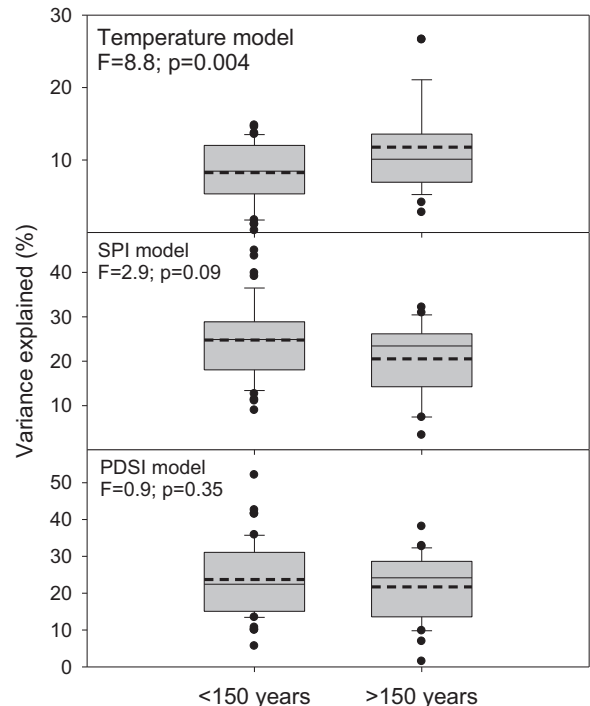 30
Temperature model
F=8.8; p=0.004
20
10
SPI model
F=2.9; p=0.09
40
30
20
10
Variance explained (%)
PDSI model
F=0.9; p=0.35
50
40
30
20
10
0
<150 years >150 years